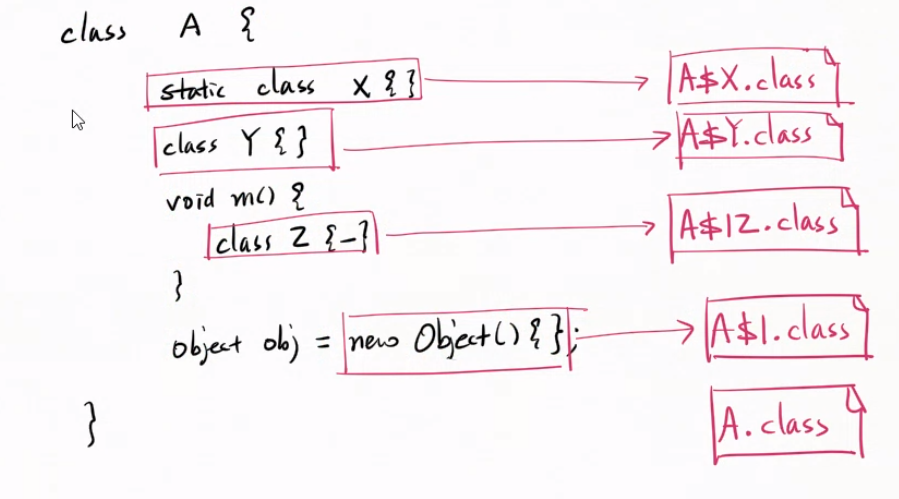 class A {
static class X { } A$X.class
class Y { } A$Y.class
void m() {
class Z { - } A$1Z.class
}
Object obj = new Object() { }; A$1.class
} A.class